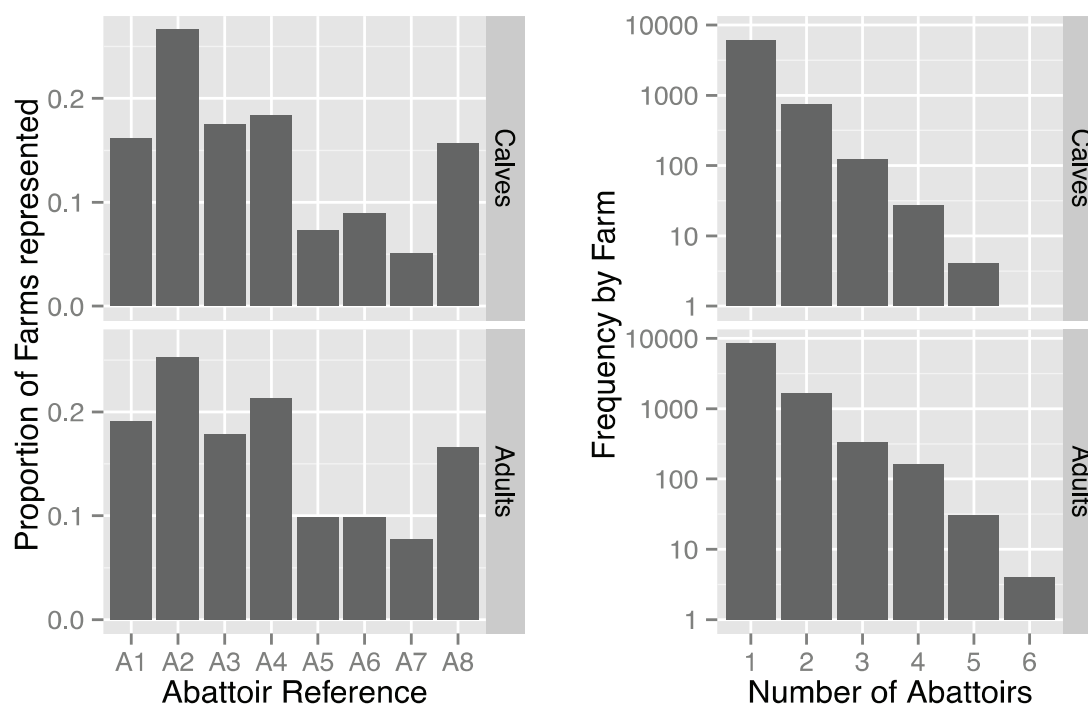 Proportion of Farms represented
0.2
0.1
0.0
Calves
0.2
0.1
0.0
Adults
A1 A2 A3 A4 A5 A6 A7 A8
Abattoir Reference
Frequency by Farm
10000
1000
100
10
1
Calves
10000
1000
100
10
1
Adults
1 2 3 4 5 6
Number of Abattoirs